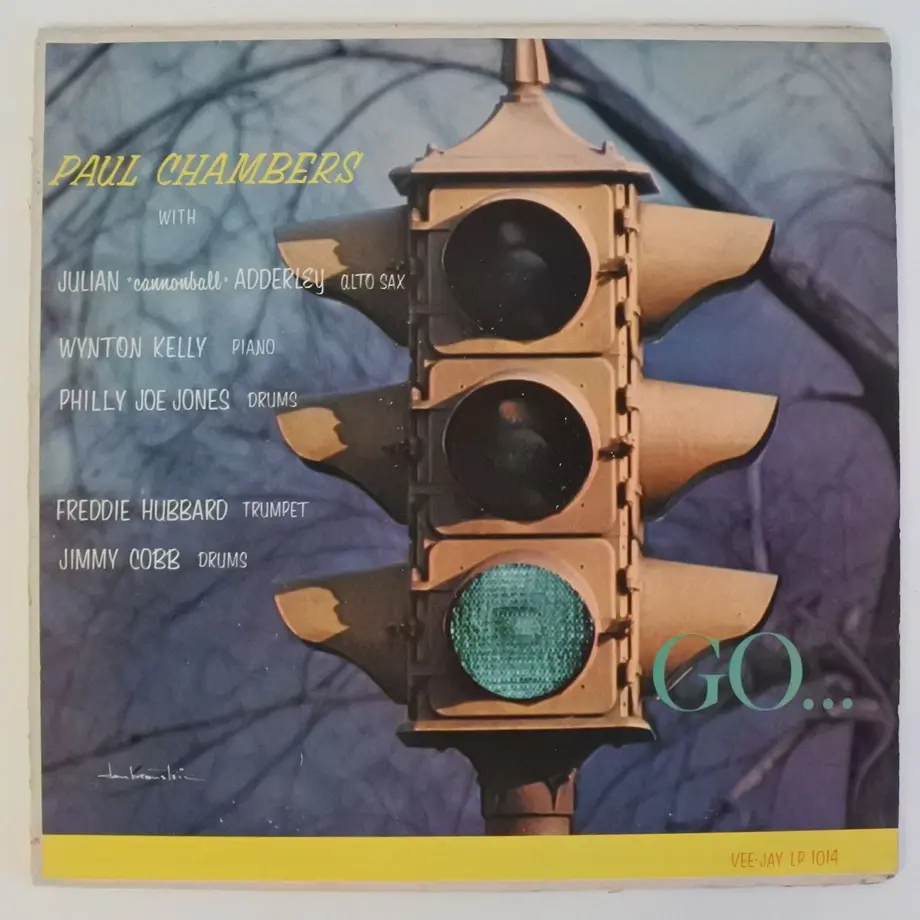 PAUL CHAMBERS
WITH
JULIAN "cannonball" ADDERLEY ALTO SAX
WYNTON KELLY PIANO
PHILLY JOE JONES DRUMS
FREDDIE HUBBARD TRUMPET
JIMMY COBB DRUMS
GO...
VEE-JAY LP 1014